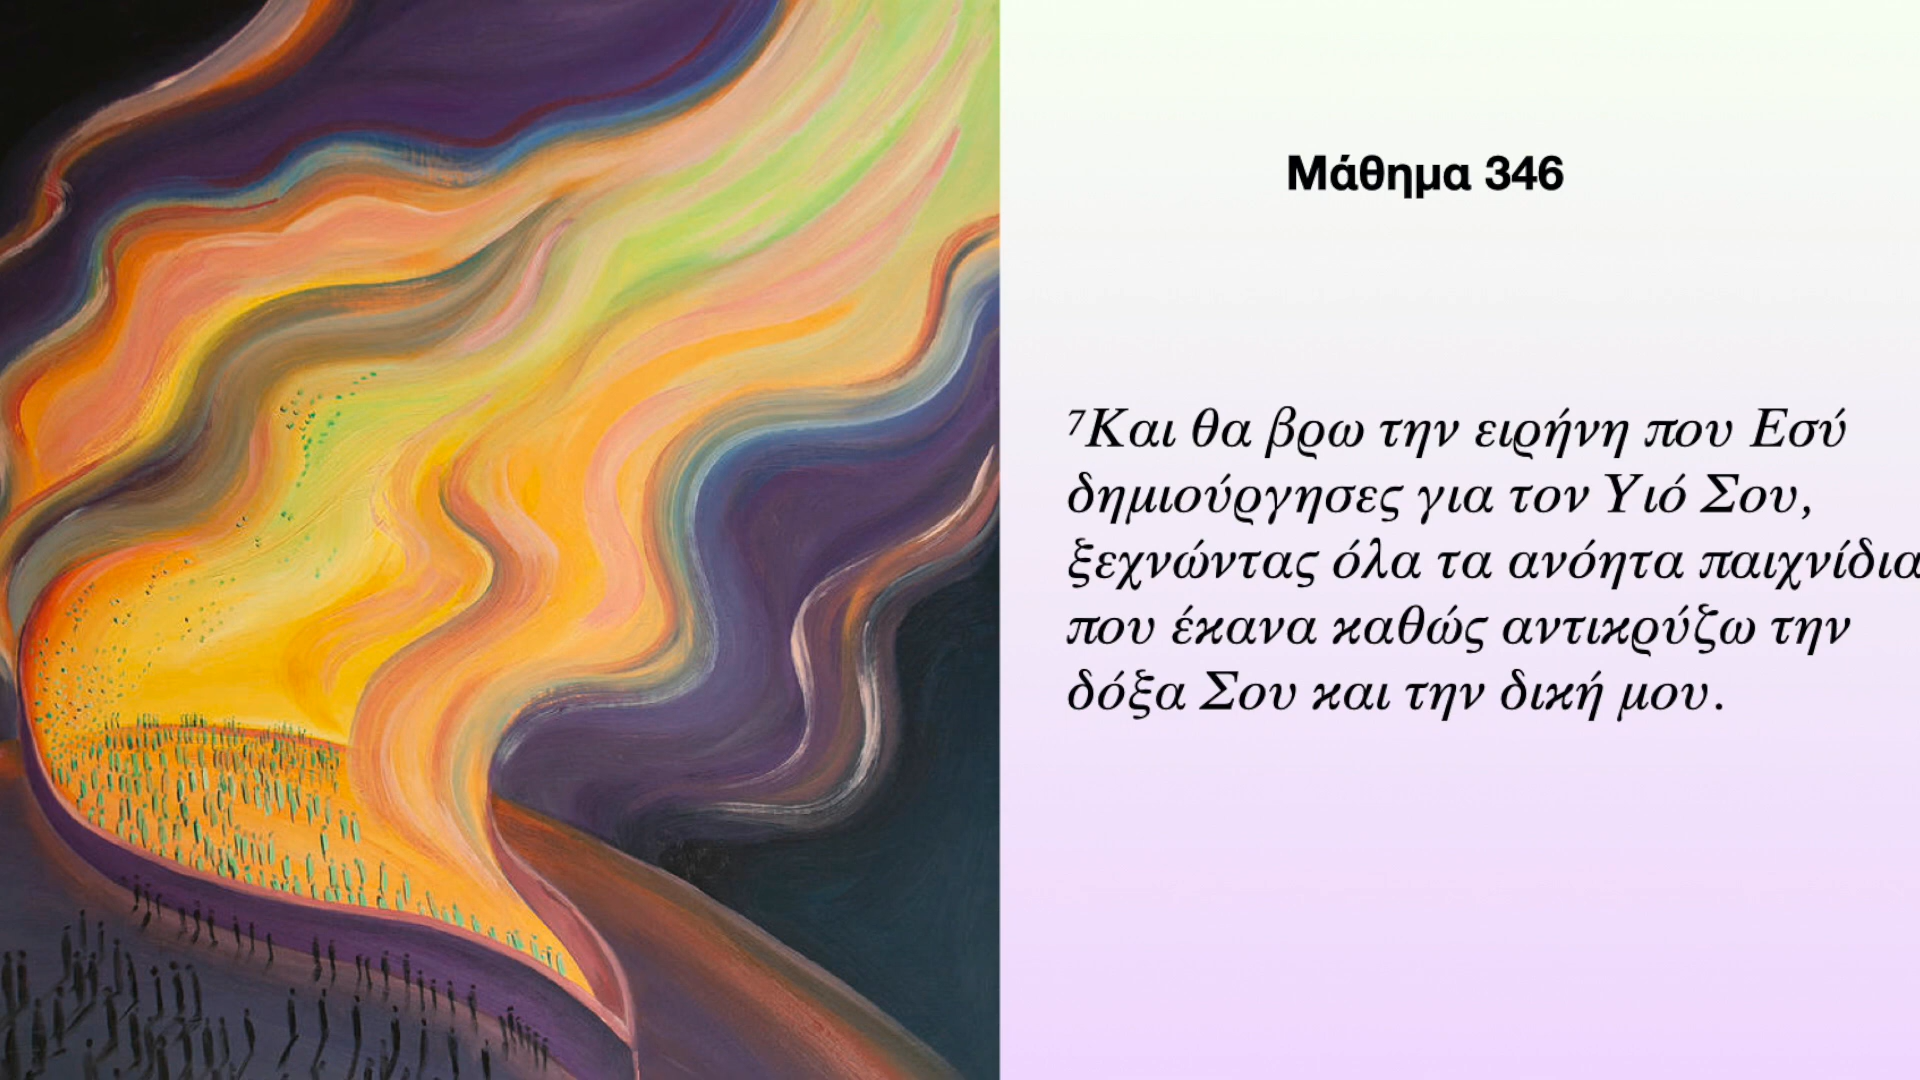 Μάθημα 346
⁷Και θα βρω την ειρήνη που Εσύ
δημιούργησες για τον Υιό Σου,
ξεχνώντας όλα τα ανόητα παιχνίδια
που έκανα καθώς αντικρύζω την
δόξα Σου και την δική μου.